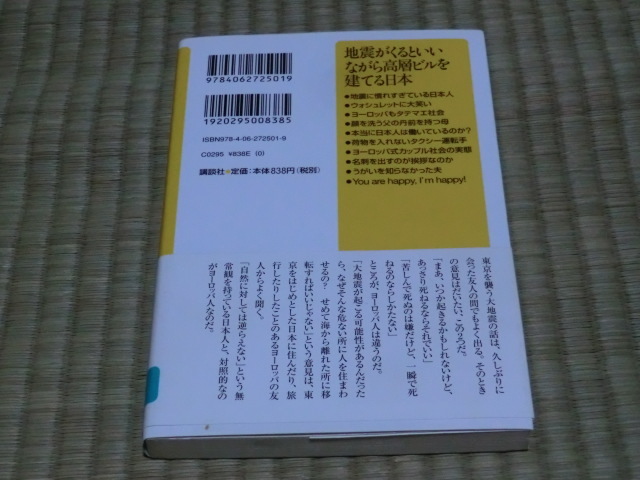 9784062725019
1920295008385
ISBN978-4-06-272501-9
C0295 ¥838E (0)
講談社●定価：本体838円（税別）
地震がくるといい
ながら高層ビルを
建てる日本
●地震に慣れすぎている日本人
●ウォシュレットに大笑い
●ヨーロッパもタテマエ社会
●顔を洗う父の丹前を持つ母
●本当に日本人は働いているのか？
●荷物を入れないタクシー運転手
●ヨーロッパ式カップル社会の実態
●名刺を出すのが挨拶なのか
●うがいを知らなかった夫
●You are happy, I'm happy!
東京を襲う大地震の話は、久しぶりに
会った友人の間でもよく出る。そのとき
の意見はだいたい、この2つだ。
「まあ、いつか起きるかもしれないけど、
あっさり死ねるならそれでいい」
「苦しんで死ぬのは嫌だけど、一瞬で死
ねるのならしかたない」
ところが、ヨーロッパ人は違うのだ。
「大地震が起こる可能性があるんだった
ら、なぜそんな危ない所に人を住まわ
せるの？　せめて海から離れた所に移
転すればいいじゃない」という意見は、東
京をはじめとした日本に住んだり、旅
行したりしたことのあるヨーロッパの友
人からよく聞く。
「自然に対しては逆らえない」という無
常観を持っている日本人と、対照的なの
がヨーロッパ人なのだ。